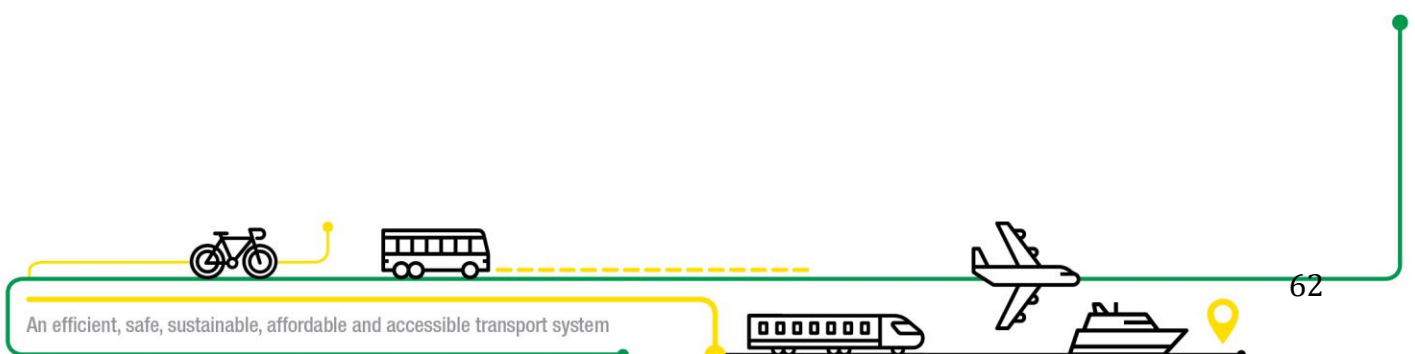 62
An efficient, safe, sustainable, affordable and accessible transport system